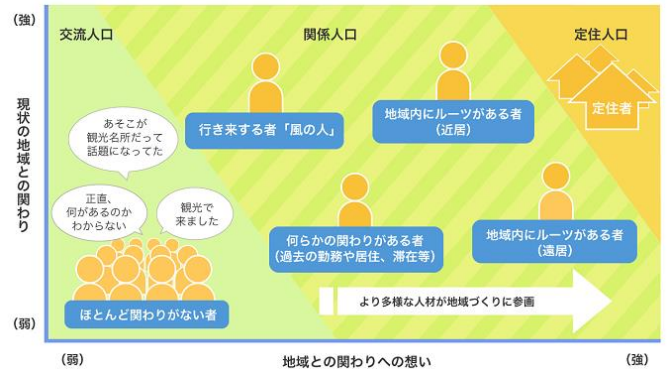 （強）
交流人口
関係人口
定住人口
定住者
現状の地域との関わり
行き来する者「風の人」
地域内にルーツがある者
（近居）
あそこが
観光名所だって
話題になってた
正直、
何があるのか
わからない
観光で
来ました
何らかの関わりがある者
（過去の勤務や居住、滞在等）
地域内にルーツがある者
（遠居）
ほとんど関わりがない者
より多様な人材が地域づくりに参画
（弱）
（弱）
地域との関わりへの想い
（強）